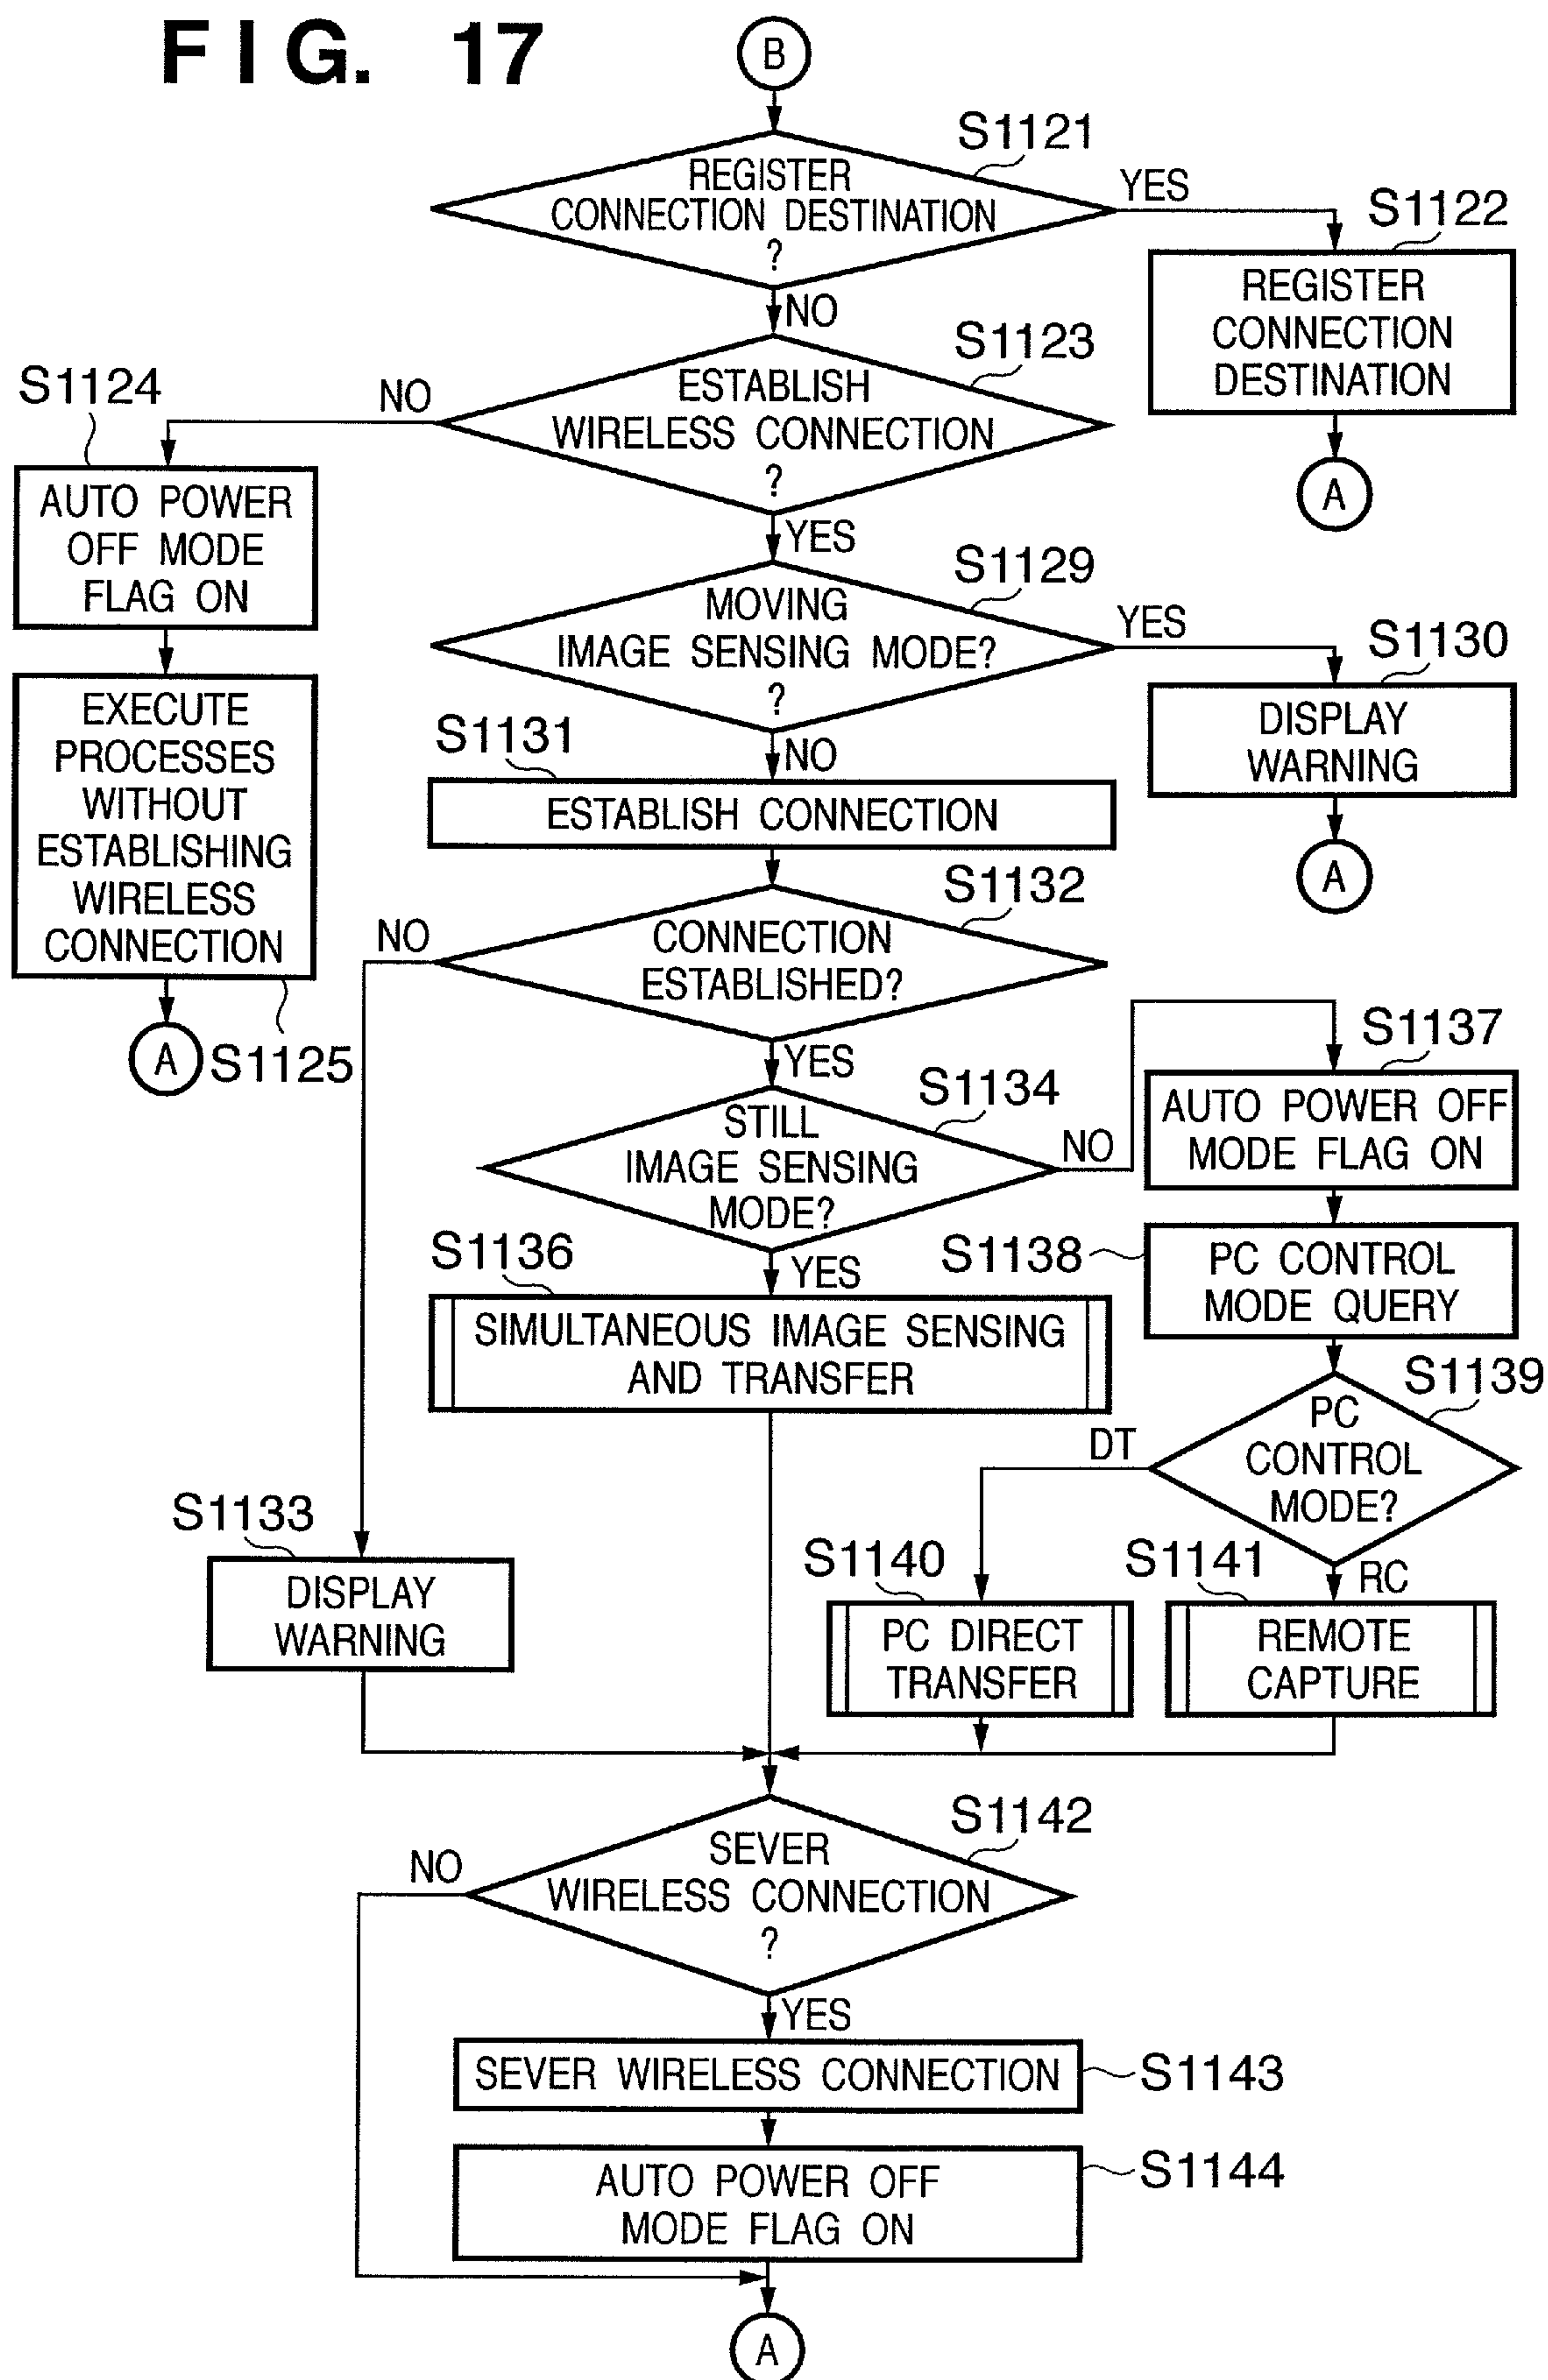 FIG. 17
B
S1121
REGISTER
CONNECTION DESTINATION
?
YES
S1122
REGISTER
CONNECTION
DESTINATION
A
NO
S1123
ESTABLISH
WIRELESS CONNECTION
?
NO
S1124
AUTO POWER
OFF MODE
FLAG ON
EXECUTE
PROCESSES
WITHOUT
ESTABLISHING
WIRELESS
CONNECTION
S1125
A
YES
S1129
MOVING
IMAGE SENSING MODE?
?
YES
S1130
DISPLAY
WARNING
A
NO
S1131
ESTABLISH CONNECTION
S1132
CONNECTION
ESTABLISHED?
NO
YES
S1134
STILL
IMAGE SENSING
MODE?
NO
S1137
AUTO POWER OFF
MODE FLAG ON
S1138
PC CONTROL
MODE QUERY
S1139
PC
CONTROL
MODE?
DT
RC
YES
S1136
SIMULTANEOUS IMAGE SENSING
AND TRANSFER
S1133
DISPLAY
WARNING
S1140
PC DIRECT
TRANSFER
S1141
REMOTE
CAPTURE
S1142
SEVER
WIRELESS CONNECTION
?
NO
YES
SEVER WIRELESS CONNECTION
S1143
AUTO POWER OFF
MODE FLAG ON
S1144
A